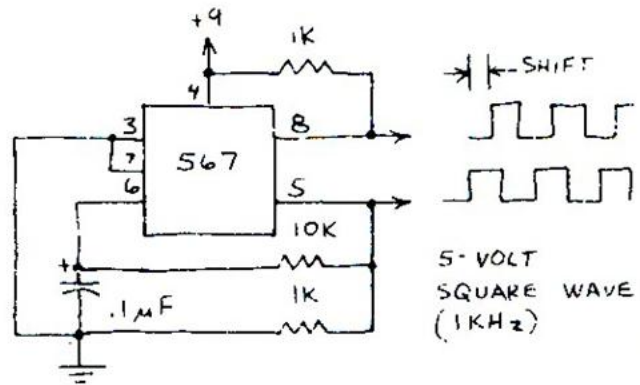 +9
1K
SHIFT
4
3
8
7
567
6
5
10K
+
1K
.1µF
5-VOLT
SQUARE WAVE
(1KHz)